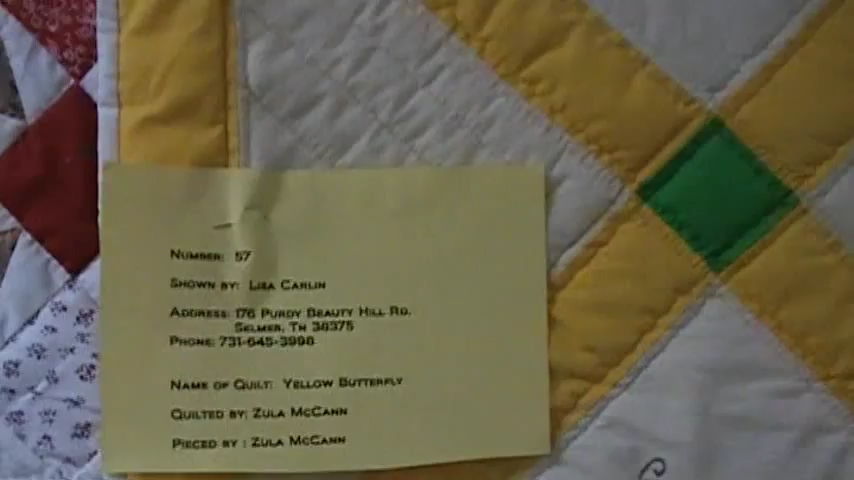 Number: 57
Shown by: Lisa Carlin
Address: 176 Purdy Beauty Hill Rd.
Selmer, Tn 38375
Phone: 731-645-3998
Name of Quilt: Yellow Butterfly
Quilted by: Zula McCann
Pieced by : Zula McCann